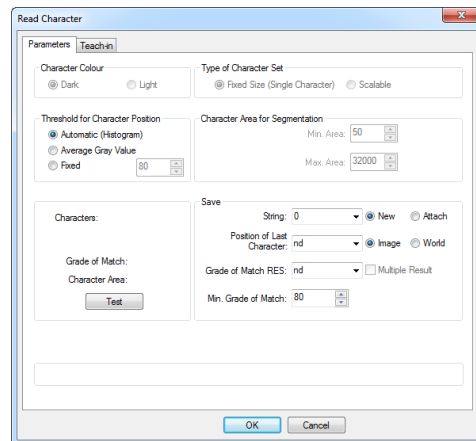 Read Character
Parameters Teach-in
Character Colour
Dark Light
Type of Character Set
Fixed Size (Single Character) Scalable
Threshold for Character Position
Automatic (Histogram)
Average Gray Value
Fixed 80
Character Area for Segmentation
Min. Area: 50
Max. Area: 32000
Characters:
Grade of Match:
Character Area:
Test
Save
String: 0 New Attach
Position of Last
Character: nd Image World
Grade of Match RES: nd Multiple Result
Min. Grade of Match: 80
OK Cancel